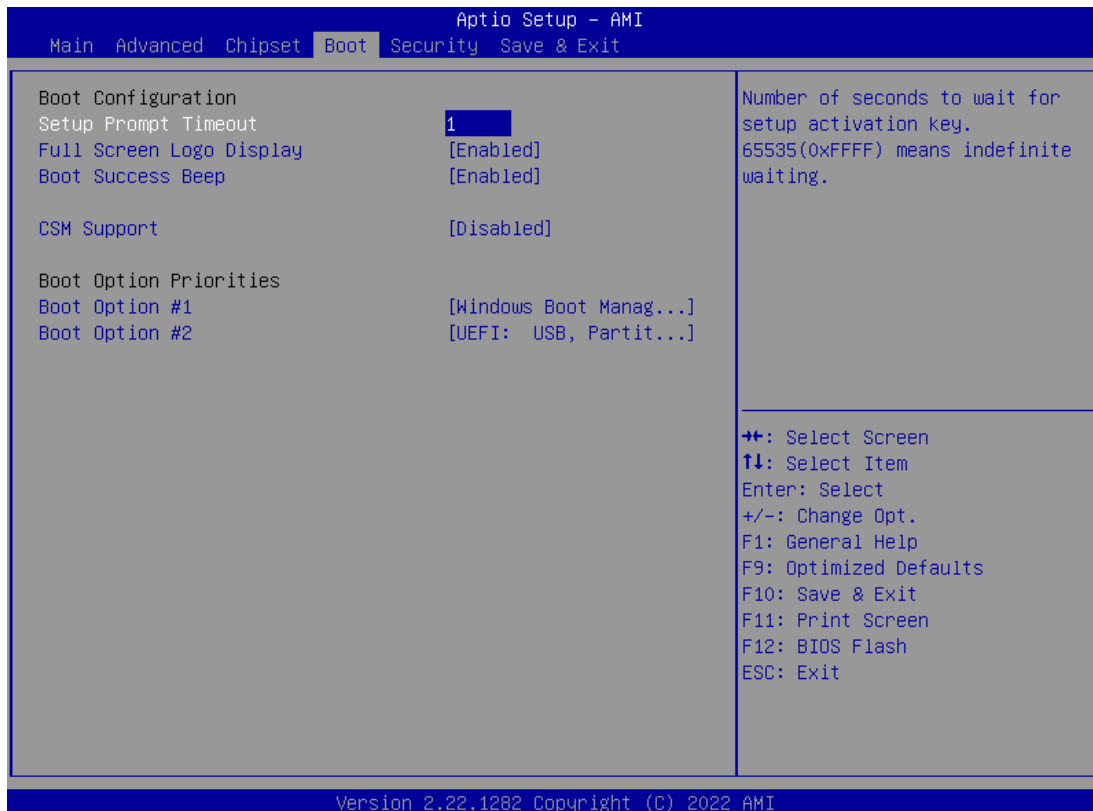 Aptio Setup – AMI
Main Advanced Chipset Boot Security Save & Exit
Boot Configuration
Setup Prompt Timeout 1
Full Screen Logo Display [Enabled]
Boot Success Beep [Enabled]
CSM Support [Disabled]
Boot Option Priorities
Boot Option #1 [Windows Boot Manag...]
Boot Option #2 [UEFI: USB, Partit...]
Number of seconds to wait for
setup activation key.
65535(0xFFFF) means indefinite
waiting.
→←: Select Screen
↑↓: Select Item
Enter: Select
+/-: Change Opt.
F1: General Help
F9: Optimized Defaults
F10: Save & Exit
F11: Print Screen
F12: BIOS Flash
ESC: Exit
Version 2.22.1282 Copyright (C) 2022 AMI